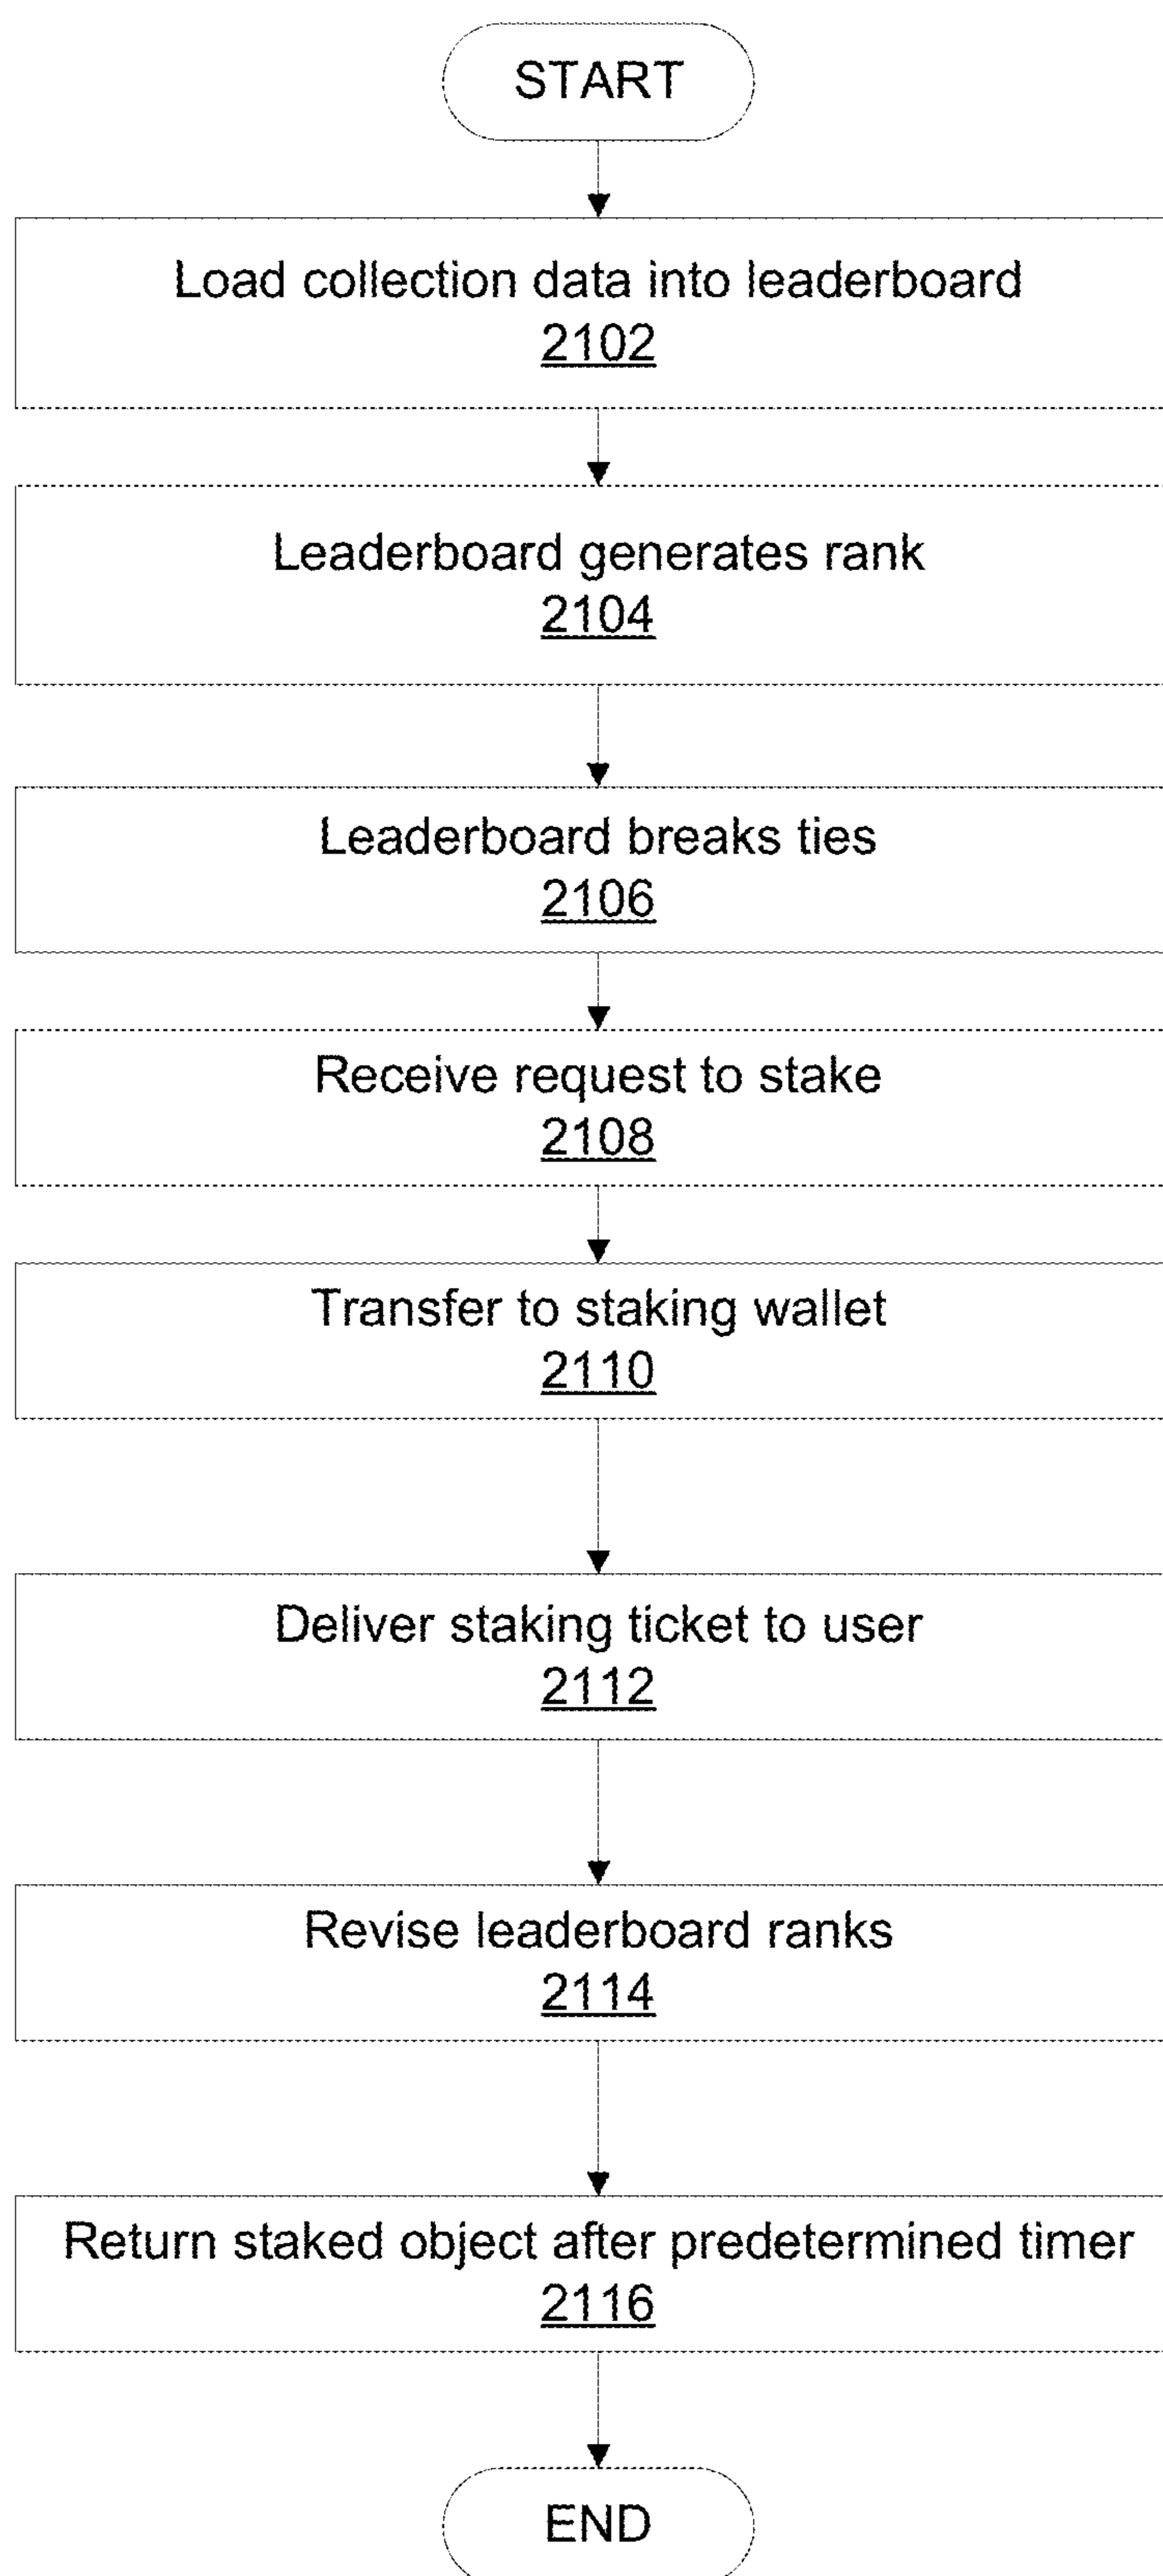 START
Load collection data into leaderboard
2102
Leaderboard generates rank
2104
Leaderboard breaks ties
2106
Receive request to stake
2108
Transfer to staking wallet
2110
Deliver staking ticket to user
2112
Revise leaderboard ranks
2114
Return staked object after predetermined timer
2116
END